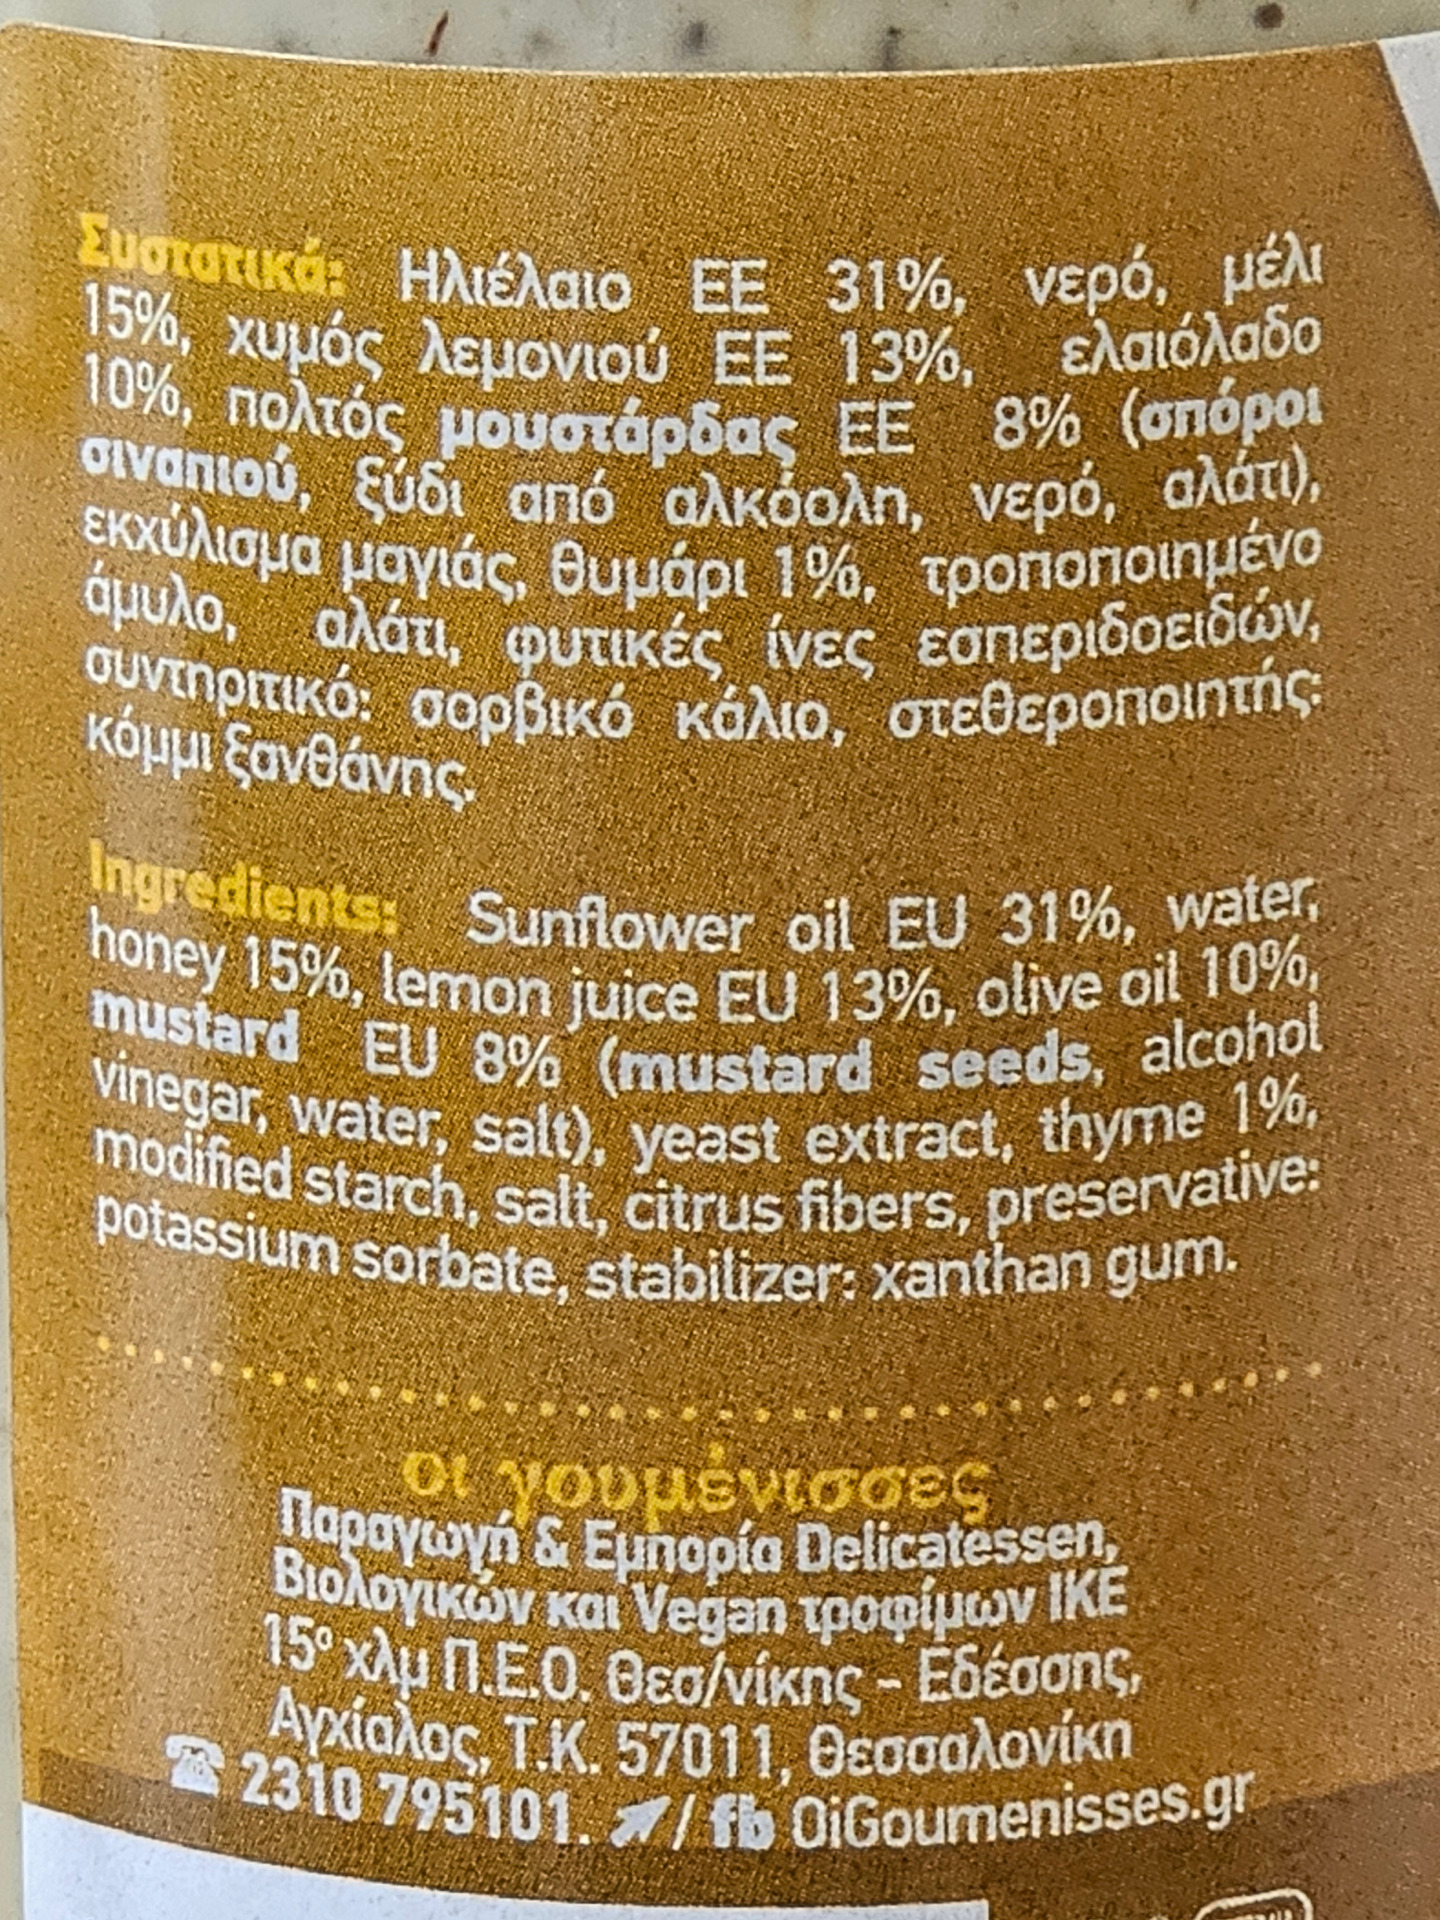 Συστατικά: Ηλιέλαιο ΕΕ 31%, νερό, μέλι
15%, χυμός λεμονιού ΕΕ 13%, ελαιόλαδο
10%, πολτός μουστάρδας ΕΕ 8% (σπόροι
σιναπιού, ξύδι από αλκόολη, νερό, αλάτι),
εκχύλισμα μαγιάς, θυμάρι 1%, τροποποιημένο
άμυλο, αλάτι, φυτικές ίνες εσπεριδοειδών,
συντηριτικό: σορβικό κάλιο, στεθεροποιητής:
κόμμι ξανθάνης.
Ingredients: Sunflower oil EU 31%, water,
honey 15%, lemon juice EU 13%, olive oil 10%,
mustard EU 8% (mustard seeds, alcohol
vinegar, water, salt), yeast extract, thyme 1%,
modified starch, salt, citrus fibers, preservative:
potassium sorbate, stabilizer: xanthan gum.
οι γουμένισσες
Παραγωγή & Εμπορία Delicatessen,
Βιολογικών και Vegan τροφίμων ΙΚΕ
15ο χλμ Π.Ε.Ο. Θεσ/νίκης - Εδέσσης,
Αγχίαλος, Τ.Κ. 57011, Θεσσαλονίκη
☎ 2310 795101. / fb OiGoumenisses.gr